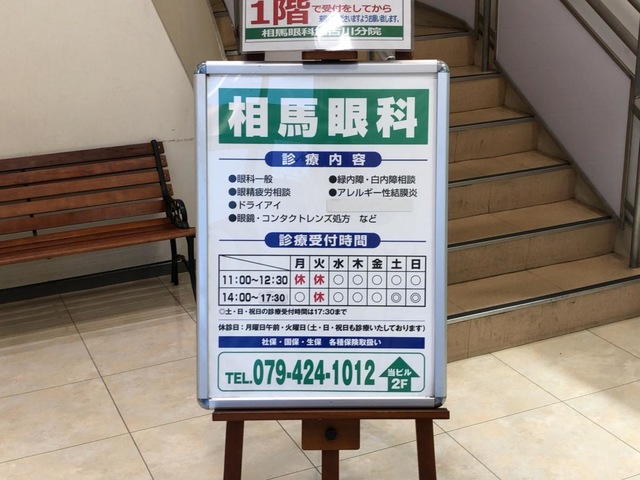 1階で受付をしてから
相馬眼科加古川分院
相馬眼科
診療内容
●眼科一般 ●緑内障・白内障相談
●眼精疲労相談 ●アレルギー性結膜炎
●ドライアイ
●眼鏡・コンタクトレンズ処方 など
診療受付時間
月 火 水 木 金 土 日
11:00～12:30 休 休 ○ ○ ○ ○ ○
14:00～17:30 ○ 休 ○ ○ ○ ◎ ◎
◎土・日・祝日の診療受付時間は17:30まで
休診日:月曜日午前・火曜日(土・日・祝日も診療いたしております)
社保・国保・生保 各種保険取扱い
TEL.079-424-1012 当ビル
2F